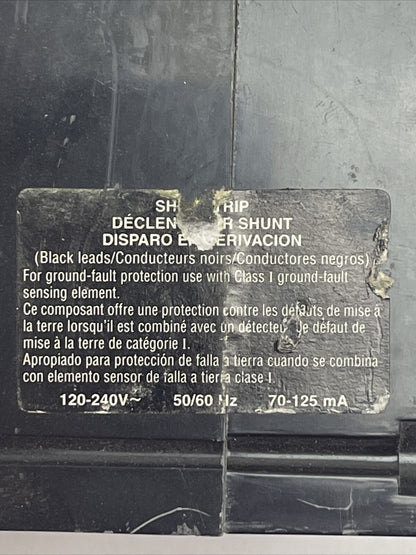 SH TRIP
DÉCLEN R SHUNT
DISPARO E ERIVACION
(Black leads/Conducteurs noirs/Conductores negros)
For ground-fault protection use with Class I ground-fault
sensing element.
Ce composant offre une protection contre les défauts de mise à
la terre lorsqu'il est combiné avec un détecteu de défaut de
mise à la terre de catégorie I.
Apropiado para protección de falla a tierra cuando se combina
con elemento sensor de falla a tierra clase I.
120-240V~ 50/60 Hz 70-125 mA